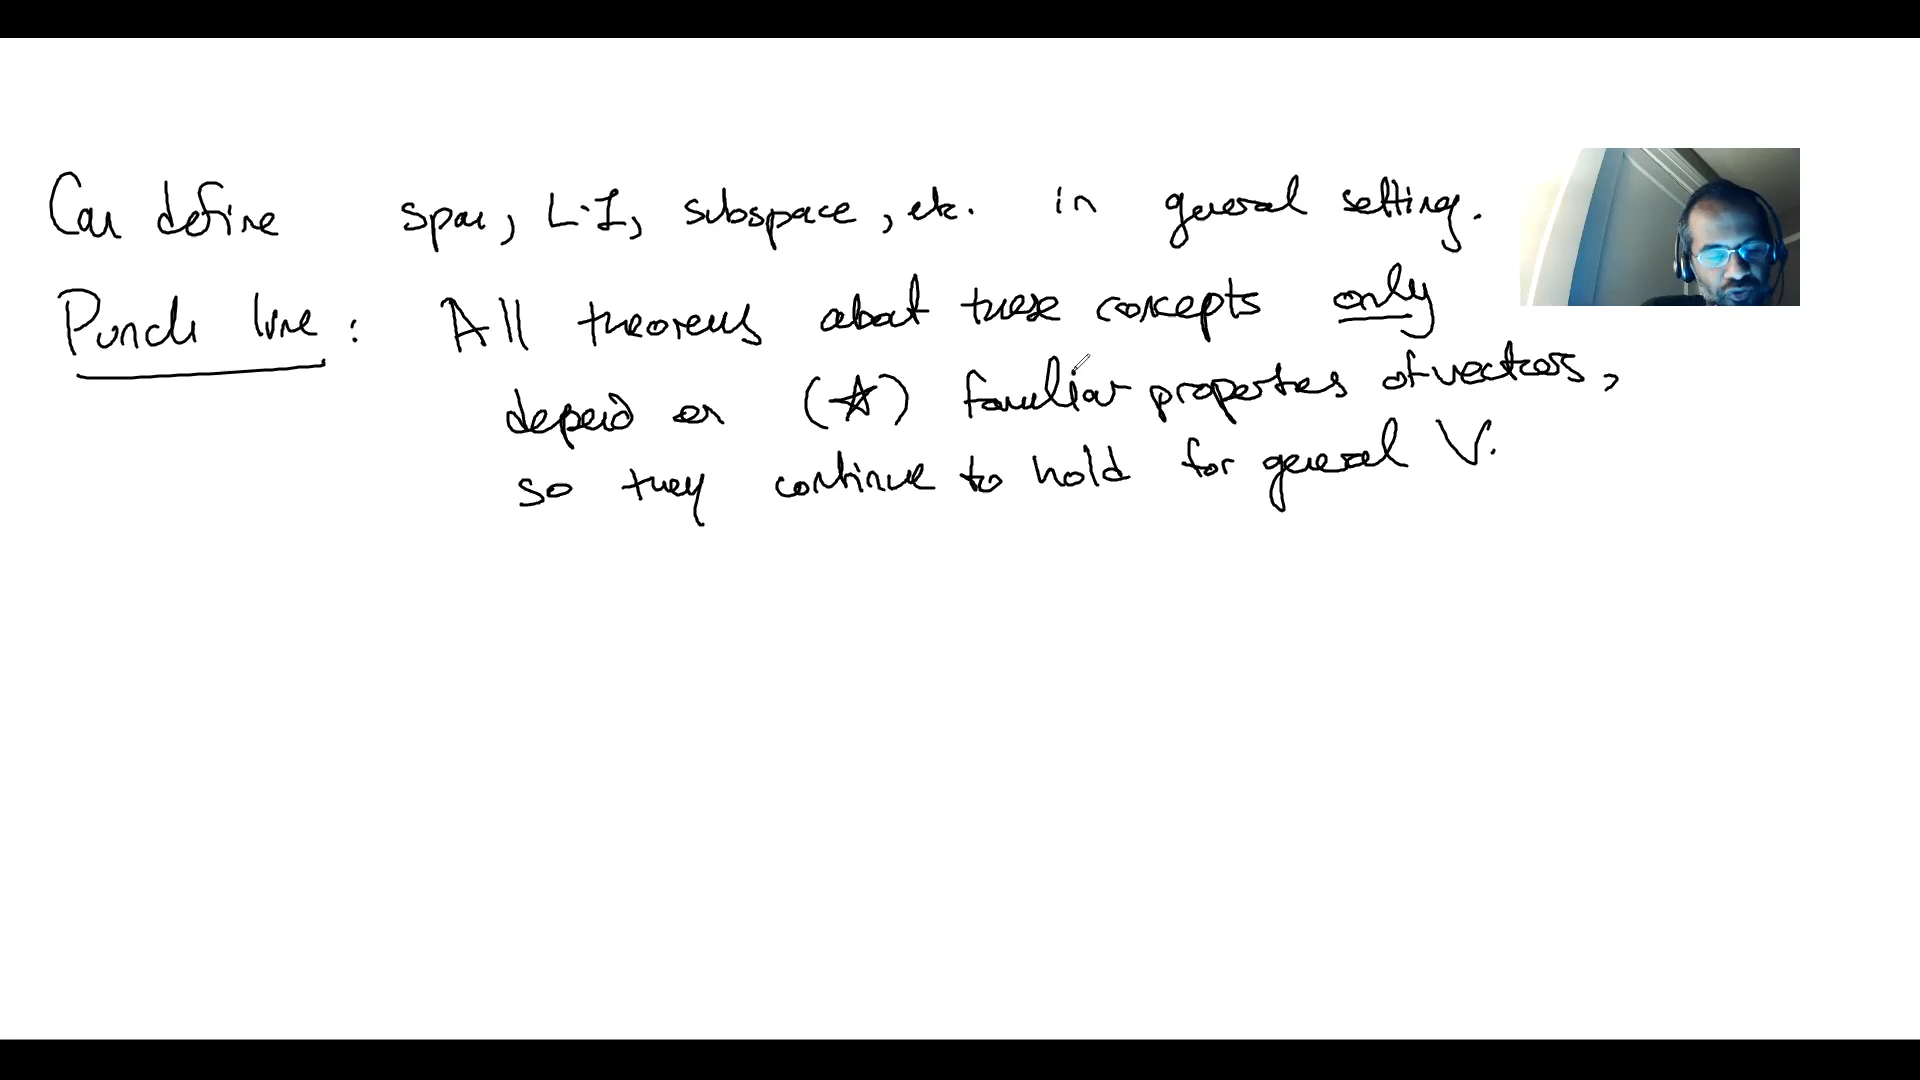 Can define span, L.I, subspace, etc. in general setting.
Punch line: All theorems about these concepts only
depend on (☆) familiar properties of vectors,
so they continue to hold for general V.